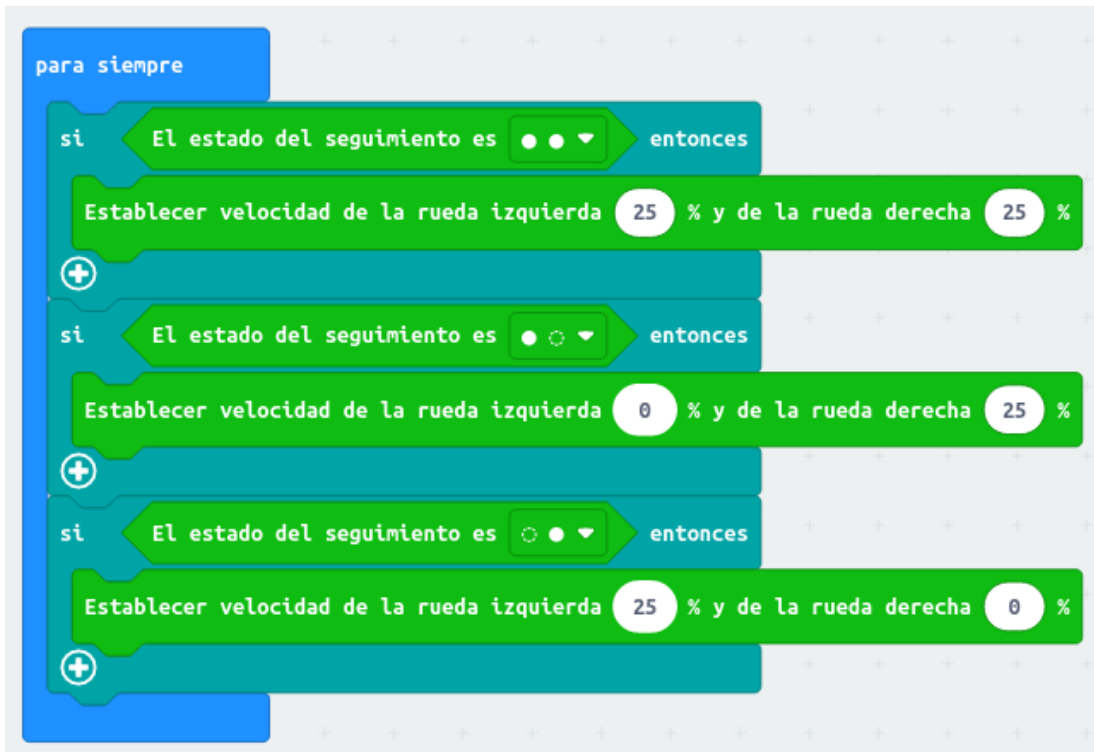 para siempre
si El estado del seguimiento es ● ● entonces
Establecer velocidad de la rueda izquierda 25 % y de la rueda derecha 25 %
si El estado del seguimiento es ● ◌ entonces
Establecer velocidad de la rueda izquierda 0 % y de la rueda derecha 25 %
si El estado del seguimiento es ◌ ● entonces
Establecer velocidad de la rueda izquierda 25 % y de la rueda derecha 0 %